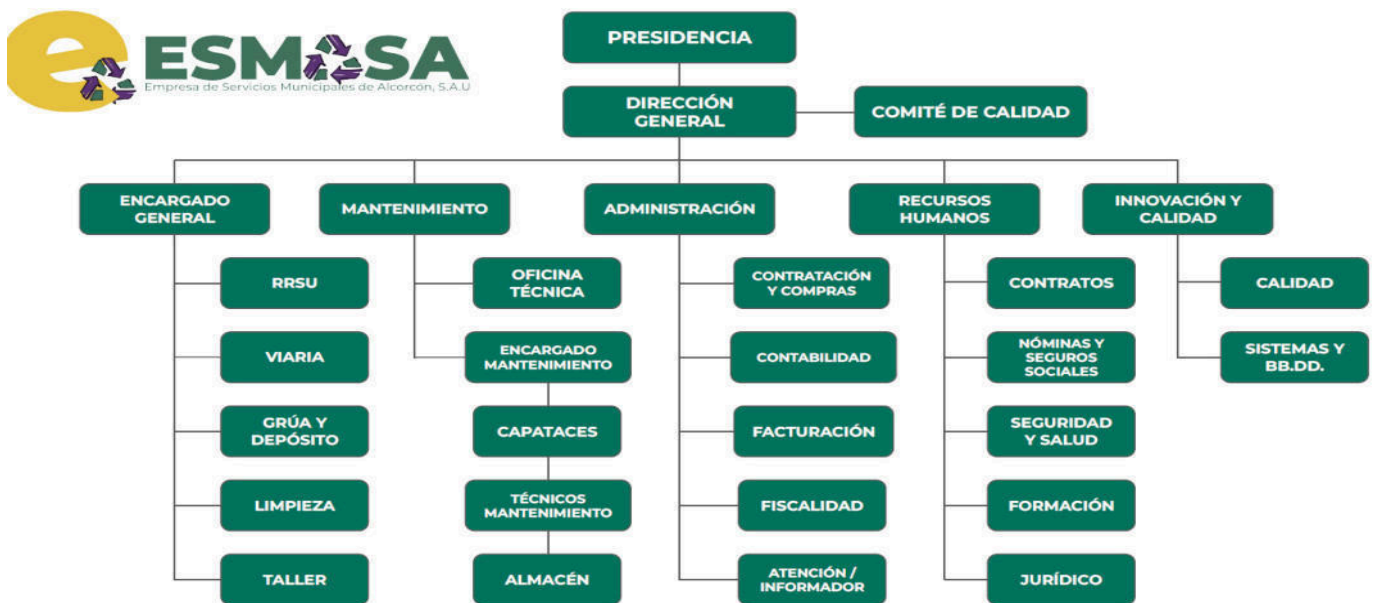 ESMASA
Empresa de Servicios Municipales de Alcorcón, S.A.U
PRESIDENCIA
DIRECCIÓN
GENERAL
COMITÉ DE CALIDAD
ENCARGADO
GENERAL
MANTENIMIENTO
ADMINISTRACIÓN
RECURSOS
HUMANOS
INNOVACIÓN Y
CALIDAD
RRSU
VIARIA
GRÚA Y
DEPÓSITO
LIMPIEZA
TALLER
OFICINA
TÉCNICA
ENCARGADO
MANTENIMIENTO
CAPATACES
TÉCNICOS
MANTENIMIENTO
ALMACÉN
CONTRATACIÓN
Y COMPRAS
CONTABILIDAD
FACTURACIÓN
FISCALIDAD
ATENCIÓN /
INFORMADOR
CONTRATOS
NÓMINAS Y
SEGUROS
SOCIALES
SEGURIDAD
Y SALUD
FORMACIÓN
JURÍDICO
CALIDAD
SISTEMAS Y
BB.DD.